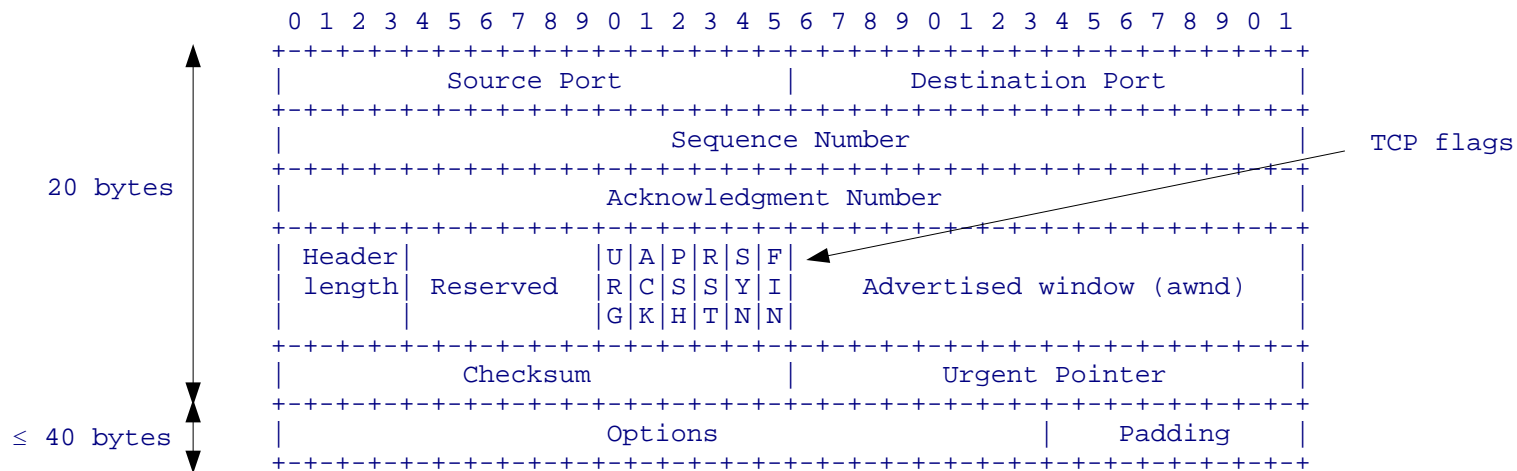 0 1 2 3 4 5 6 7 8 9 0 1 2 3 4 5 6 7 8 9 0 1 2 3 4 5 6 7 8 9 0 1
+-+-+-+-+-+-+-+-+-+-+-+-+-+-+-+-+-+-+-+-+-+-+-+-+-+-+-+-+-+-+-+-+
| Source Port | Destination Port |
+-+-+-+-+-+-+-+-+-+-+-+-+-+-+-+-+-+-+-+-+-+-+-+-+-+-+-+-+-+-+-+-+
| Sequence Number | TCP flags
+-+-+-+-+-+-+-+-+-+-+-+-+-+-+-+-+-+-+-+-+-+-+-+-+-+-+-+-+-+-+-+-+
20 bytes | Acknowledgment Number |
+-+-+-+-+-+-+-+-+-+-+-+-+-+-+-+-+-+-+-+-+-+-+-+-+-+-+-+-+-+-+-+-+
| Header| |U|A|P|R|S|F| |
| length| Reserved |R|C|S|S|Y|I| Advertised window (awnd) |
| | |G|K|H|T|N|N| |
+-+-+-+-+-+-+-+-+-+-+-+-+-+-+-+-+-+-+-+-+-+-+-+-+-+-+-+-+-+-+-+-+
| Checksum | Urgent Pointer |
+-+-+-+-+-+-+-+-+-+-+-+-+-+-+-+-+-+-+-+-+-+-+-+-+-+-+-+-+-+-+-+-+
≤ 40 bytes | Options | Padding |
+-+-+-+-+-+-+-+-+-+-+-+-+-+-+-+-+-+-+-+-+-+-+-+-+-+-+-+-+-+-+-+-+